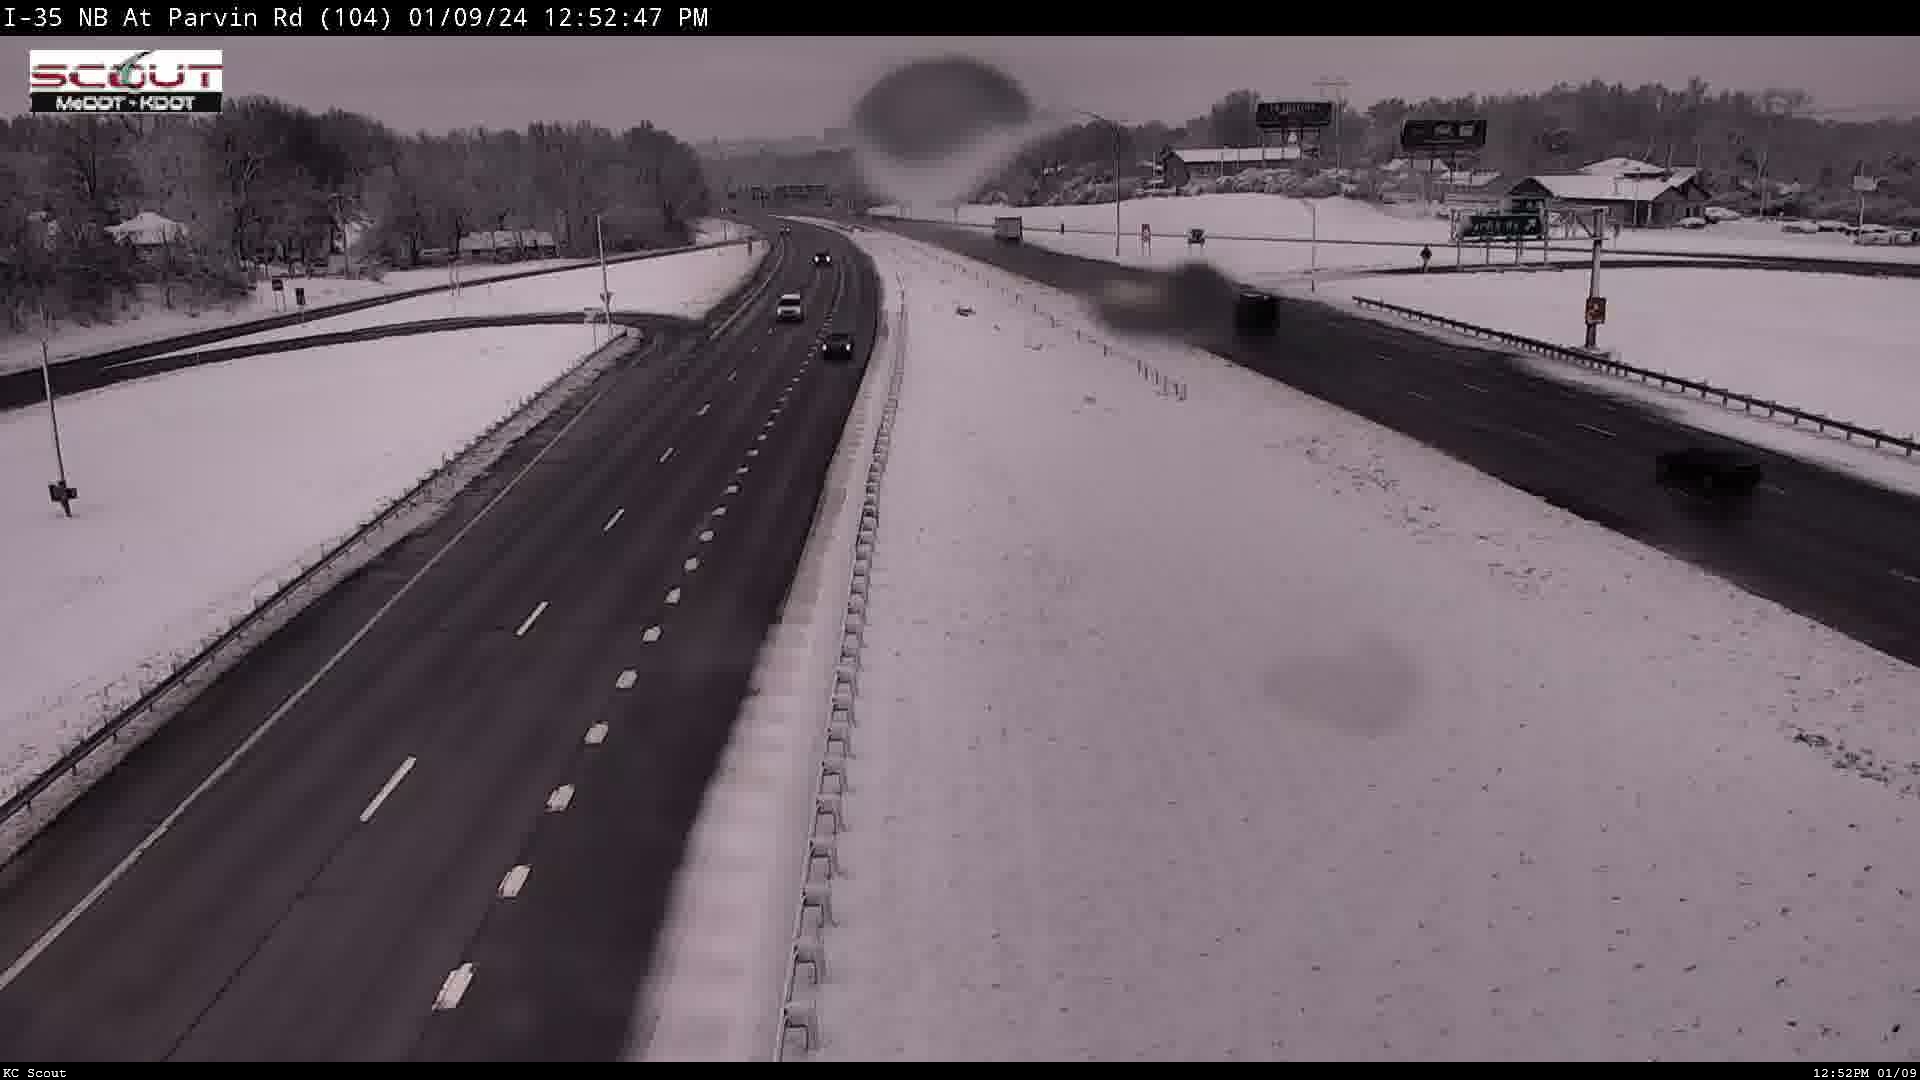 I-35 NB At Parvin Rd (104) 01/09/24 12:52:47 PM
SCOUT
MoDOT - KDOT
KC Scout
12:52PM 01/09